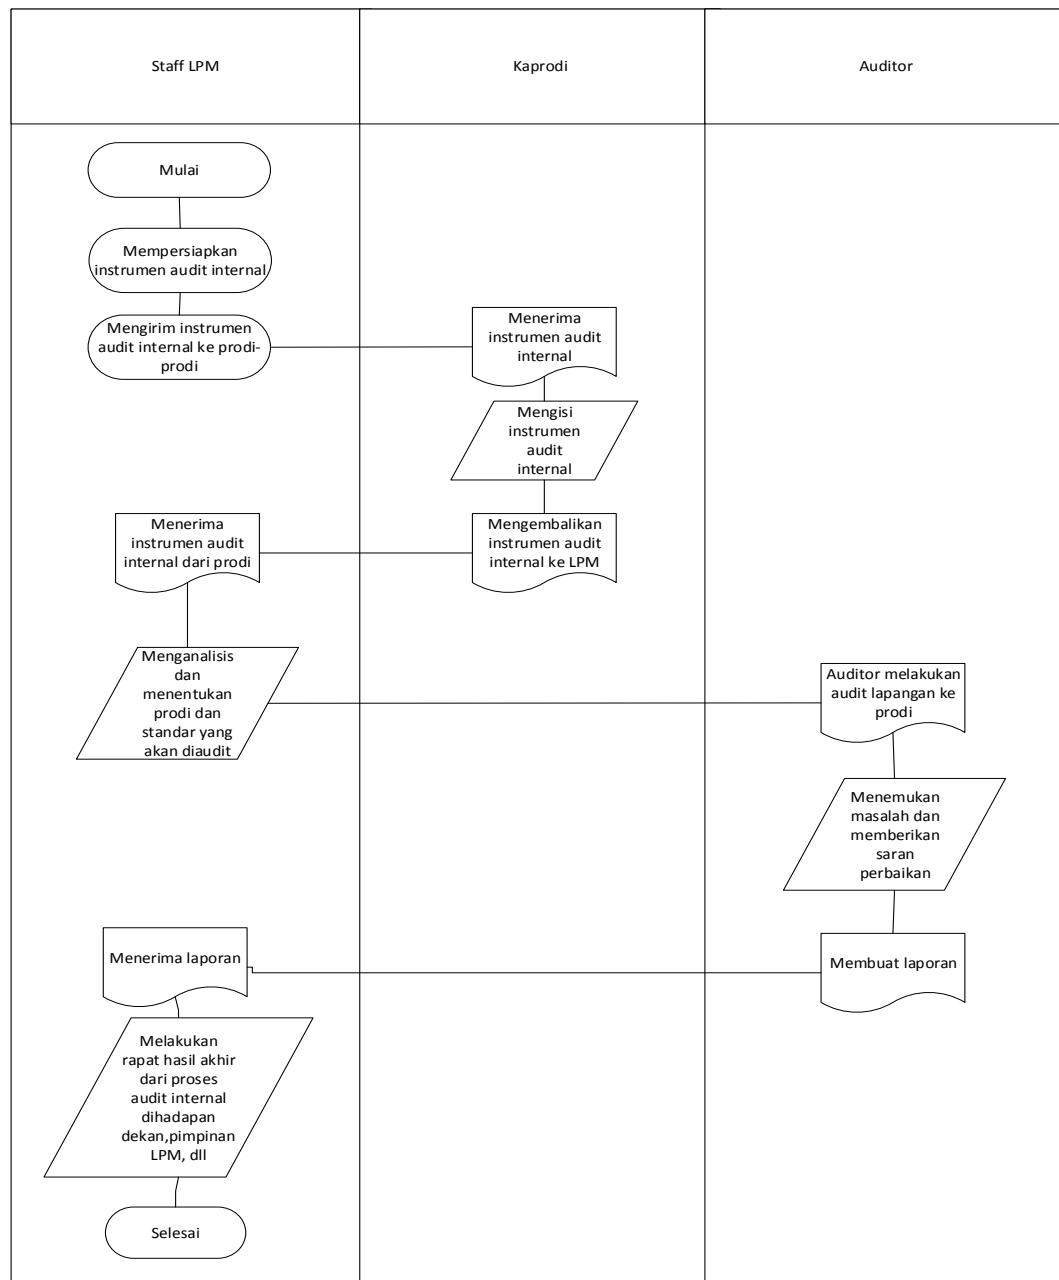 Staff LPM
Kaprodi
Auditor
Mulai
Mempersiapkan
instrumen audit internal
Mengirim instrumen
audit internal ke prodi-
prodi
Menerima
instrumen audit
internal
Mengisi
instrumen
audit
internal
Mengembalikan
instrumen audit
internal ke LPM
Menerima
instrumen audit
internal dari prodi
Menganalisis
dan
menentukan
prodi dan
standar yang
akan diaudit
Auditor melakukan
audit lapangan ke
prodi
Menemukan
masalah dan
memberikan
saran
perbaikan
Membuat laporan
Menerima laporan
Melakukan
rapat hasil akhir
dari proses
audit internal
dihadapan
dekan,pimpinan
LPM, dll
Selesai